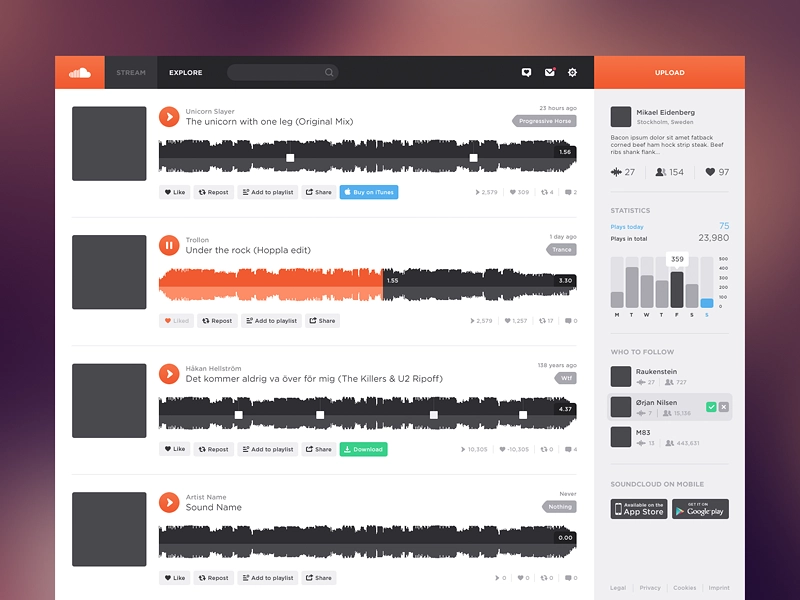 STREAM
EXPLORE
UPLOAD
Unicorn Slayer
The unicorn with one leg (Original Mix)
23 hours ago
Progressive Horse
1.56
Like
Repost
Add to playlist
Share
Buy on iTunes
2,579
309
4
2
Trollon
Under the rock (Hoppla edit)
1 day ago
Trance
1.55
3.30
Liked
Repost
Add to playlist
Share
2,579
1,257
17
0
Håkan Hellström
Det kommer aldrig va över för mig (The Killers & U2 Ripoff)
138 years ago
Wtf
4.37
Like
Repost
Add to playlist
Share
Download
10,305
-10,305
0
4
Artist Name
Sound Name
Never
Nothing
0.00
Like
Repost
Add to playlist
Share
0
0
0
0
Mikael Eidenberg
Stockholm, Sweden
Bacon ipsum dolor sit amet fatback
corned beef ham hock strip steak. Beef
ribs shank flank...
27
154
97
STATISTICS
Plays today 75
Plays in total 23,980
359
500
400
300
200
100
0
M T W T F S S
WHO TO FOLLOW
Raukenstein
27 727
Ørjan Nilsen
7 15,136
M83
13 443,631
SOUNDCLOUD ON MOBILE
Available on the
App Store
GET IT ON
Google play
Legal
Privacy
Cookies
Imprint